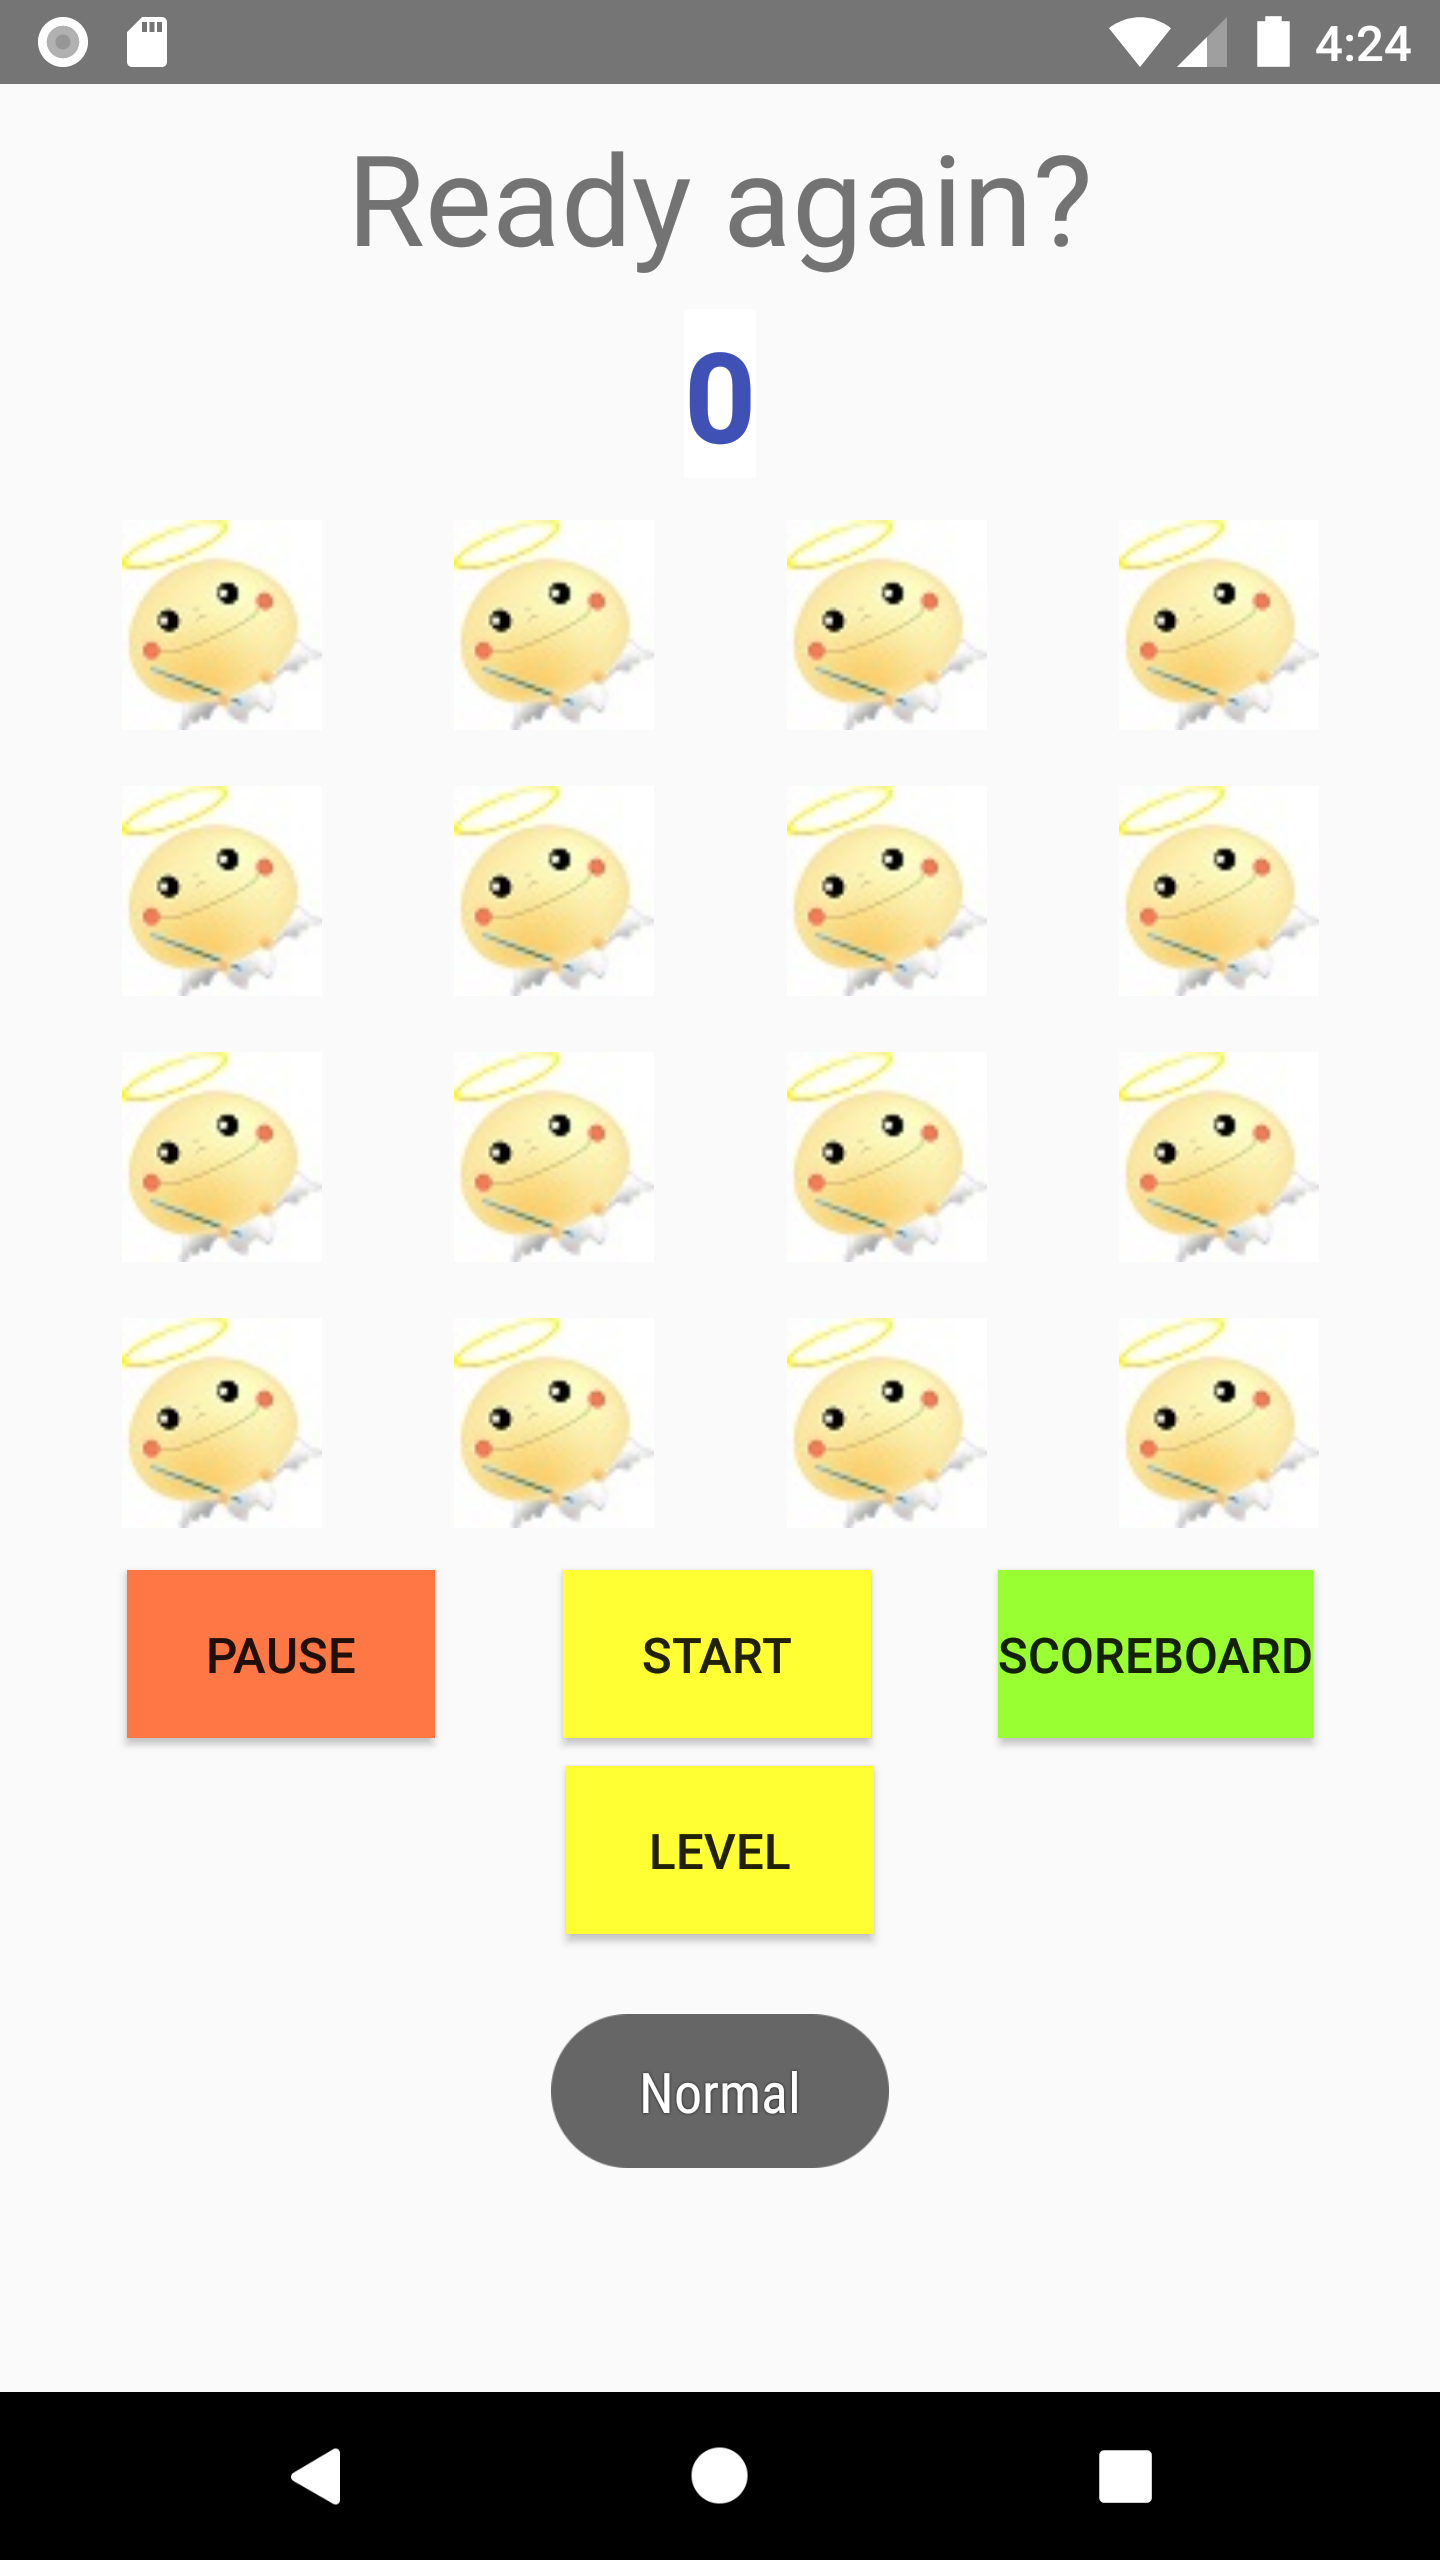 4:24
Ready again?
0
PAUSE
START
SCOREBOARD
LEVEL
Normal